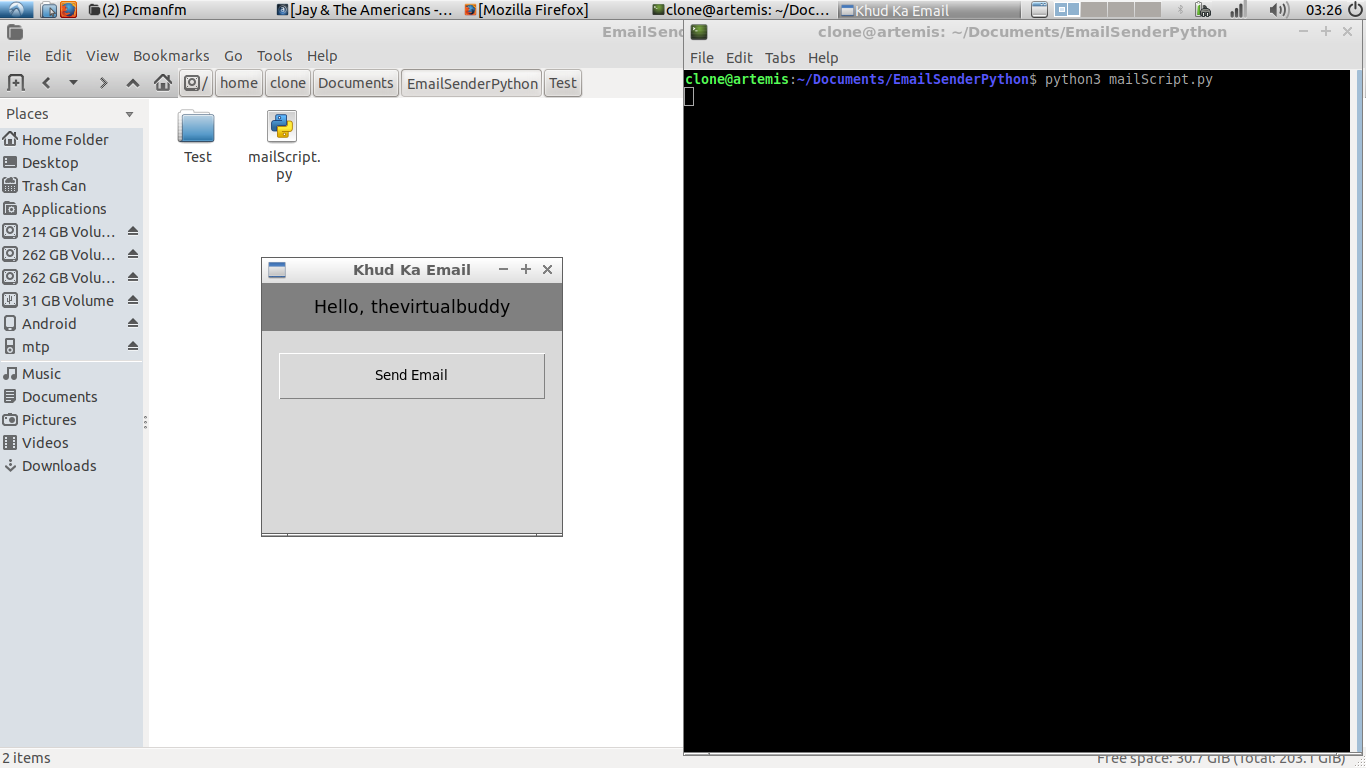 (2) Pcmanfm
[Jay & The Americans -...
[Mozilla Firefox]
clone@artemis: ~/Doc...
Khud Ka Email
03:26
EmailSend
File Edit View Bookmarks Go Tools Help
/ home clone Documents EmailSenderPython Test
Places
Home Folder
Desktop
Trash Can
Applications
214 GB Volu...
262 GB Volu...
262 GB Volu...
31 GB Volume
Android
mtp
Music
Documents
Pictures
Videos
Downloads
Test
mailScript.
py
Khud Ka Email
Hello, thevirtualbuddy
Send Email
clone@artemis: ~/Documents/EmailSenderPython
File Edit Tabs Help
clone@artemis:~/Documents/EmailSenderPython$ python3 mailScript.py
2 items
Free space: 30.7 GiB (Total: 203.1 GiB)